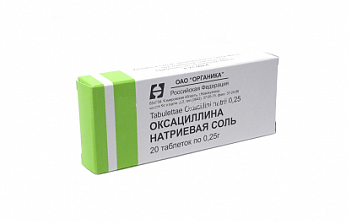 ОАО "ОРГАНИКА"
Российская Федерация
Tabulettae Oxacillini natrii 0,25
ОКСАЦИЛЛИНА
НАТРИЕВАЯ СОЛЬ
20 таблеток по 0,25г